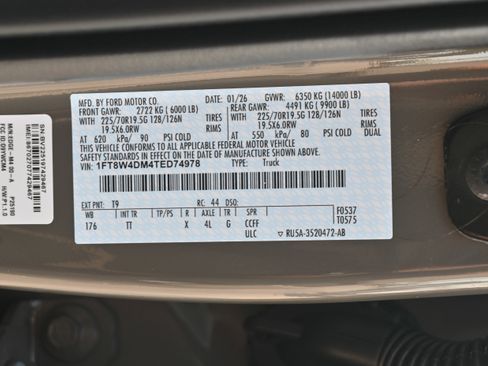 MFD. BY FORD MOTOR CO. 01/26 GVWR: 6350 KG (14000 LB)
FRONT GAWR: 2722 KG ( 6000 LB) REAR GAWR: 4491 KG ( 9900 LB)
WITH 225/70R19.5G 128/126N TIRES WITH 225/70R19.5G 128/126N TIRES
19.5X6.0RW RIMS 19.5X6.0RW RIMS
AT 620 kPa/ 90 PSI COLD AT 550 kPa/ 80 PSI COLD
THIS VEHICLE CONFORMS TO ALL APPLICABLE FEDERAL MOTOR
VEHICLE SAFETY STANDARDS IN EFFECT ON THE DATE OF
MANUFACTURE SHOWN ABOVE.
VIN: 1FT8W4DM4TED74978 TYPE: Truck
EXT PNT: T9 RC: 44 DSO: F0537
WB INT TR TP/PS R AXLE TR SPR T0575
176 TT X 4L G CCFF
ULC RU5A-3520472-AB